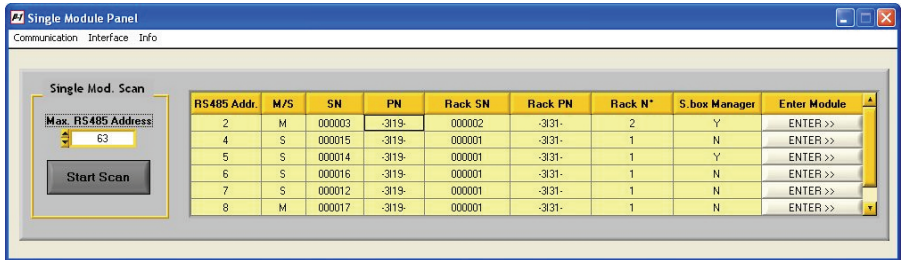 Single Module Panel
Communication Interface Info
Single Mod. Scan
Max. RS485 Address
63
Start Scan
RS485 Addr. M/S SN PN Rack SN Rack PN Rack N° S.box Manager Enter Module
2 M 000003 -3I19- 000002 -3I31- 2 Y ENTER >>
4 S 000015 -3I19- 000001 -3I31- 1 N ENTER >>
5 S 000014 -3I19- 000001 -3I31- 1 Y ENTER >>
6 S 000016 -3I19- 000001 -3I31- 1 N ENTER >>
7 S 000012 -3I19- 000001 -3I31- 1 N ENTER >>
8 M 000017 -3I19- 000001 -3I31- 1 N ENTER >>